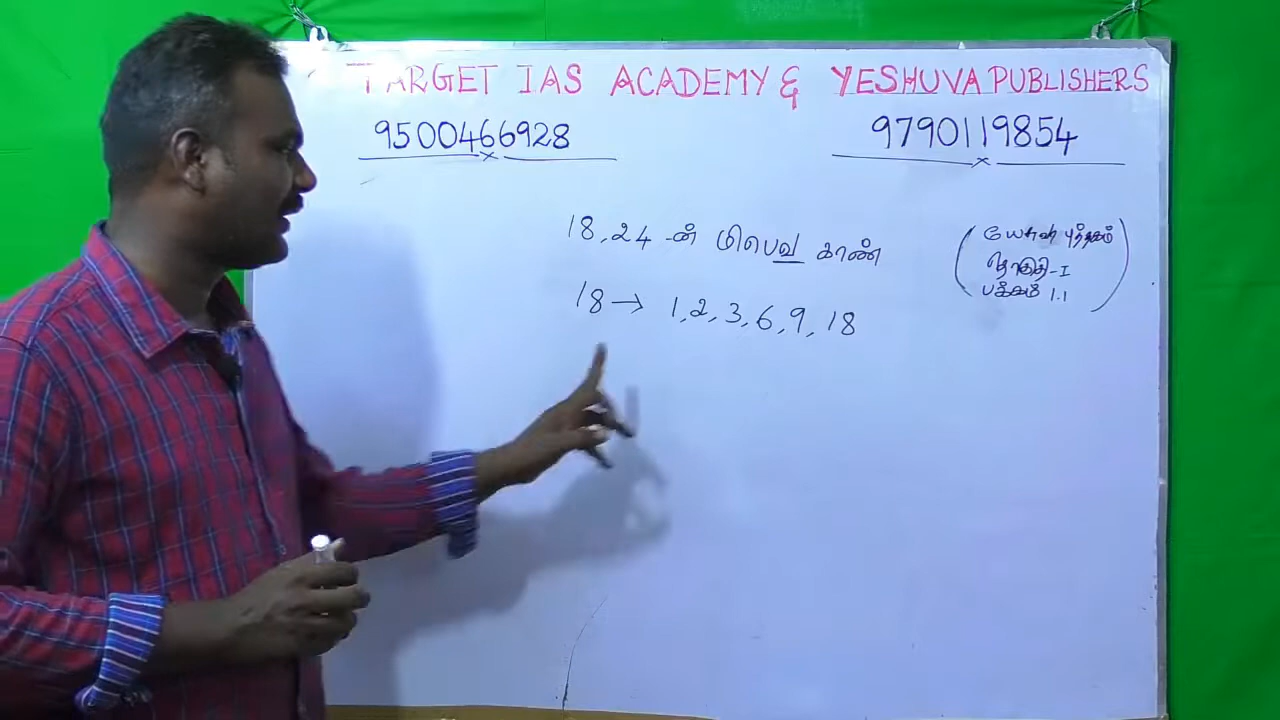 TARGET IAS ACADEMY & YESHUVA PUBLISHERS
9500466928
9790119854
18, 24 -ன் மீபெவ காண்
18 → 1, 2, 3, 6, 9, 18
(யேசுவா புத்தகம்
தொகுதி-I
பக்கம் 1.1)